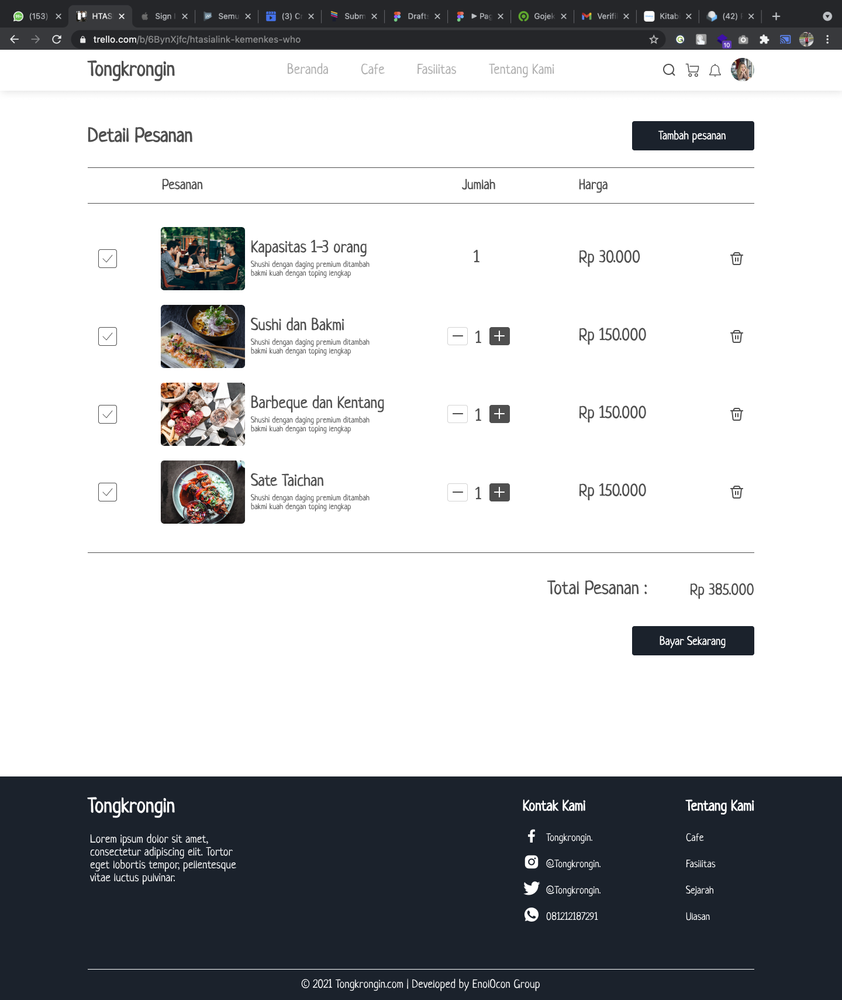 (153)
HTAS
Sign
Semu
(3) Cr
Subm
Draft
Pag
Gojek
Verifi
Kitab
(42)
trello.com/b/6BynXjfc/htasialink-kemenkes-who
10
Tongkrongin
Beranda
Cafe
Fasilitas
Tentang Kami
Detail Pesanan
Tambah pesanan
Pesanan
Jumlah
Harga
Kapasitas 1-3 orang
Shushi dengan daging premium ditambah
bakmi kuah dengan toping lengkap
1
Rp 30.000
Sushi dan Bakmi
Shushi dengan daging premium ditambah
bakmi kuah dengan toping lengkap
1
Rp 150.000
Barbeque dan Kentang
Shushi dengan daging premium ditambah
bakmi kuah dengan toping lengkap
1
Rp 150.000
Sate Taichan
Shushi dengan daging premium ditambah
bakmi kuah dengan toping lengkap
1
Rp 150.000
Total Pesanan :
Rp 385.000
Bayar Sekarang
Tongkrongin
Lorem ipsum dolor sit amet,
consectetur adipiscing elit. Tortor
eget lobortis tempor, pellentesque
vitae luctus pulvinar.
Kontak Kami
Tongkrongin.
@Tongkrongin.
@Tongkrongin.
081212187291
Tentang Kami
Cafe
Fasilitas
Sejarah
Ulasan
© 2021 Tongkrongin.com | Developed by EnolOcon Group